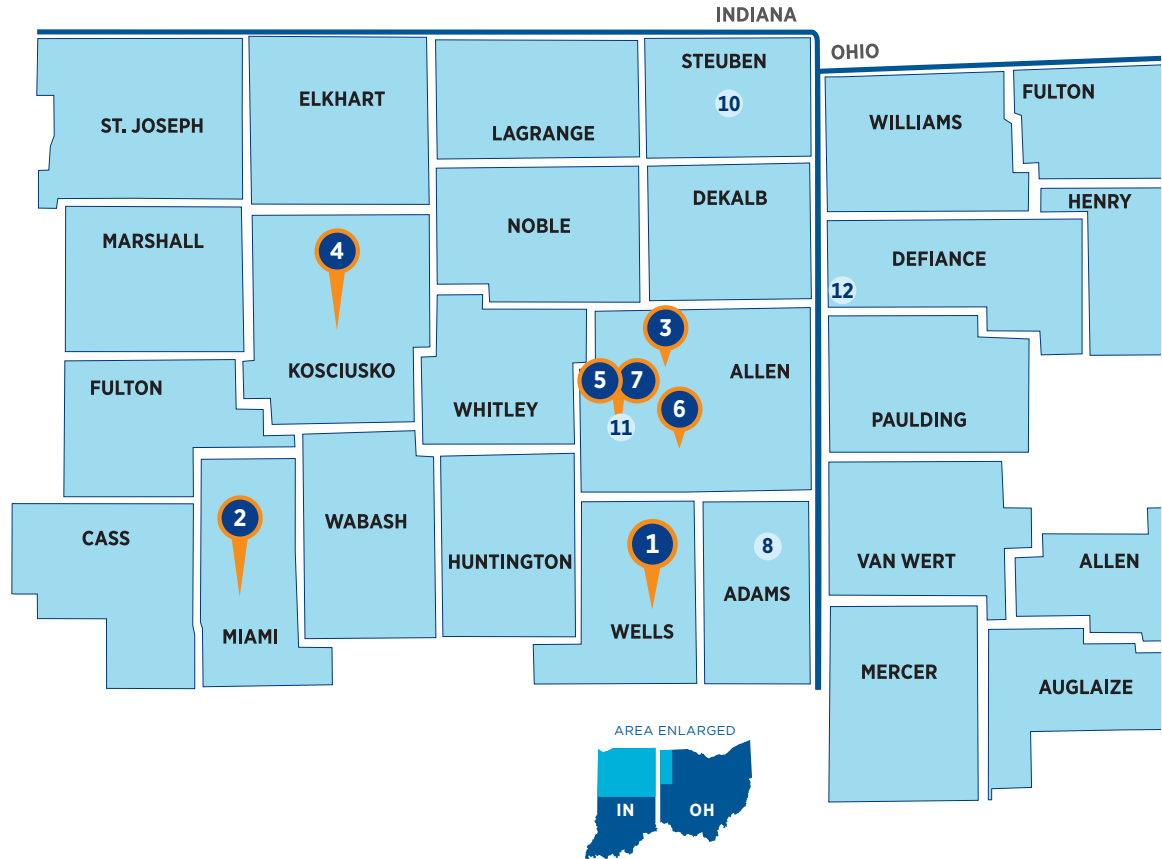 INDIANA
OHIO
STEUBEN
10
ELKHART
ST. JOSEPH
LAGRANGE
WILLIAMS
FULTON
DEKALB
HENRY
NOBLE
MARSHALL
4
DEFIANCE
12
3
KOSCIUSKO
ALLEN
5
7
FULTON
WHITLEY
6
11
PAULDING
2
WABASH
CASS
1
8
HUNTINGTON
VAN WERT
ALLEN
ADAMS
MIAMI
WELLS
MERCER
AUGLAIZE
AREA ENLARGED
IN
OH